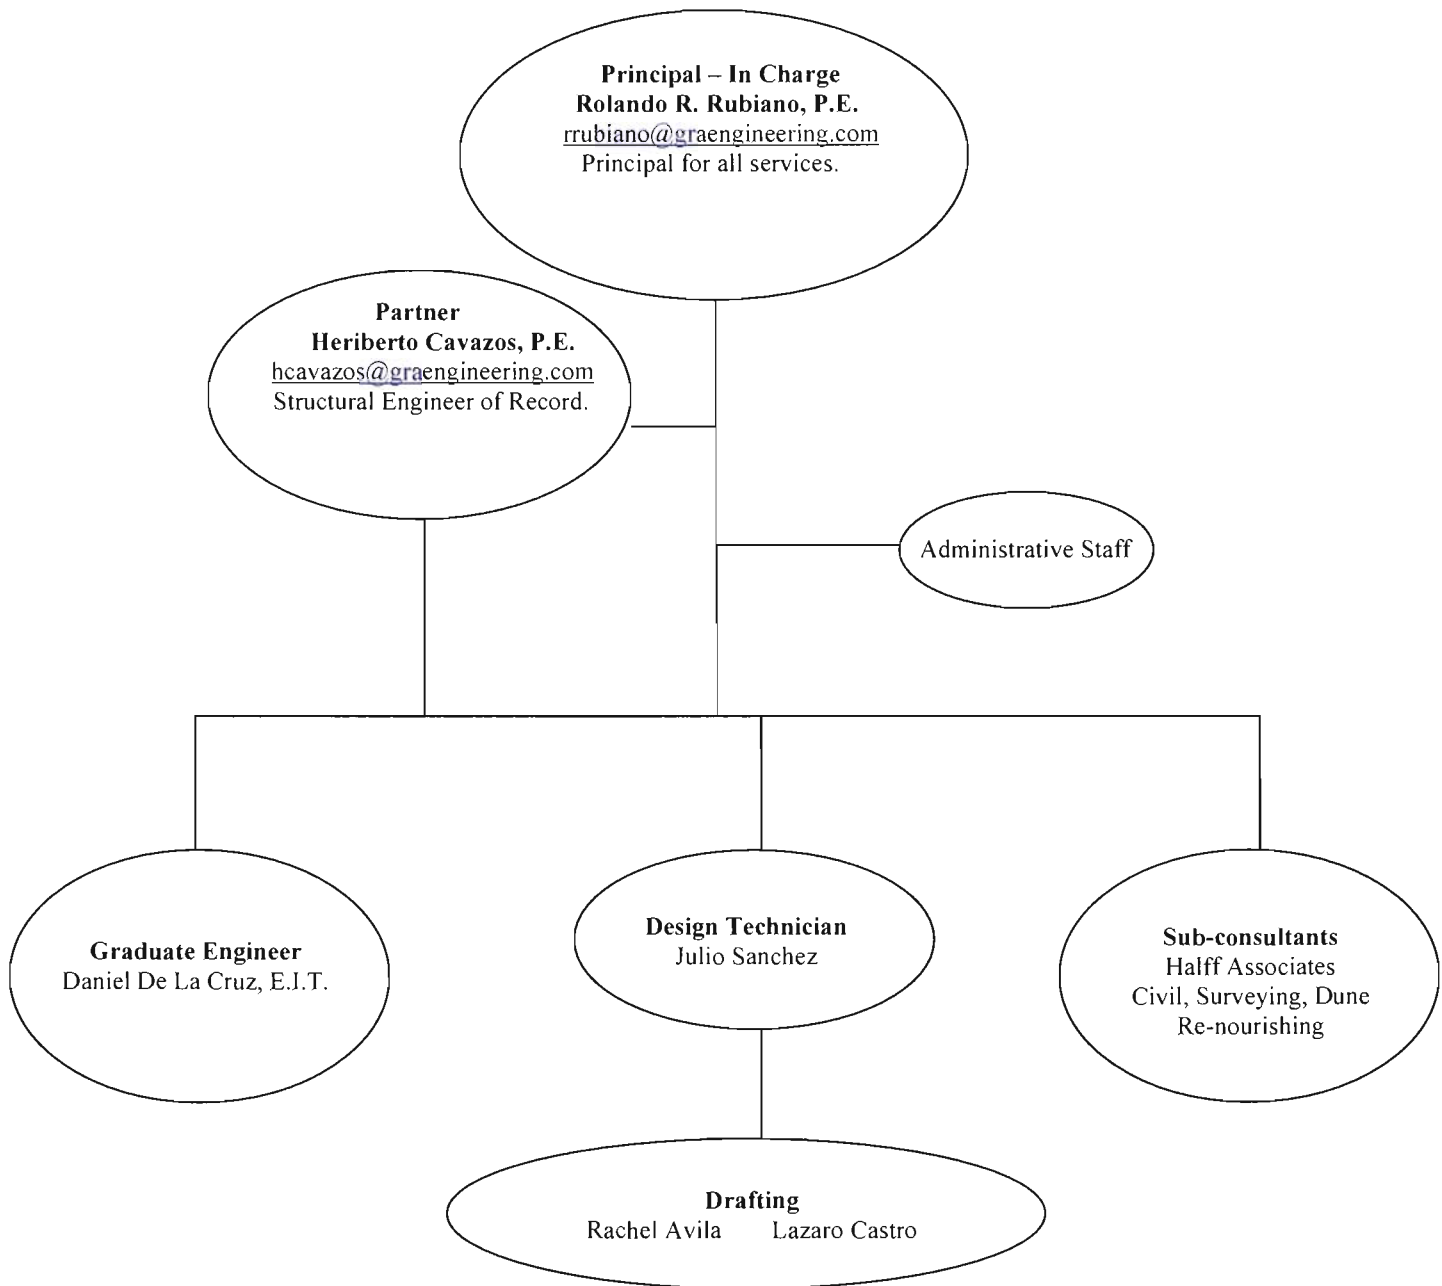 Principal – In Charge
Rolando R. Rubiano, P.E.
rrubiano@graengineering.com
Principal for all services.
Partner
Heriberto Cavazos, P.E.
hcavazos@graengineering.com
Structural Engineer of Record.
Administrative Staff
Graduate Engineer
Daniel De La Cruz, E.I.T.
Design Technician
Julio Sanchez
Sub-consultants
Halff Associates
Civil, Surveying, Dune
Re-nourishing
Drafting
Rachel Avila Lazaro Castro